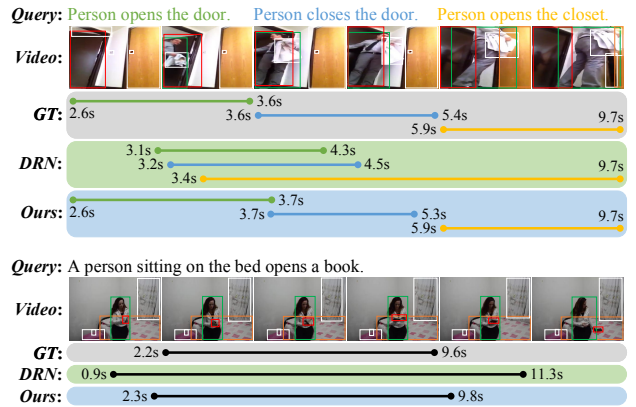 Query: Person opens the door. Person closes the door. Person opens the closet.
Video:
GT: 2.6s 3.6s
3.6s 5.4s
5.9s 9.7s
DRN: 3.1s 4.3s
3.2s 4.5s
3.4s 9.7s
Ours: 2.6s 3.7s
3.7s 5.3s
5.9s 9.7s
Query: A person sitting on the bed opens a book.
Video:
GT: 2.2s 9.6s
DRN: 0.9s 11.3s
Ours: 2.3s 9.8s